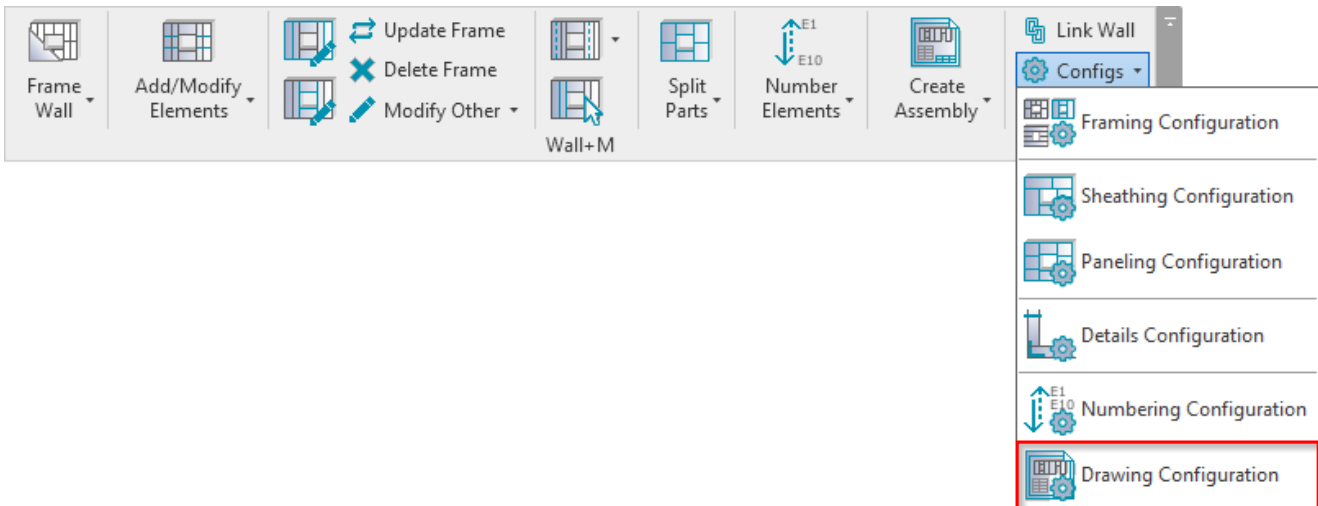 Frame
Wall
Add/Modify
Elements
Update Frame
Delete Frame
Modify Other
Split
Parts
E1
E10
Number
Elements
Create
Assembly
Link Wall
Configs
Wall+M
Framing Configuration
Sheathing Configuration
Paneling Configuration
Details Configuration
E1
E10
Numbering Configuration
Drawing Configuration